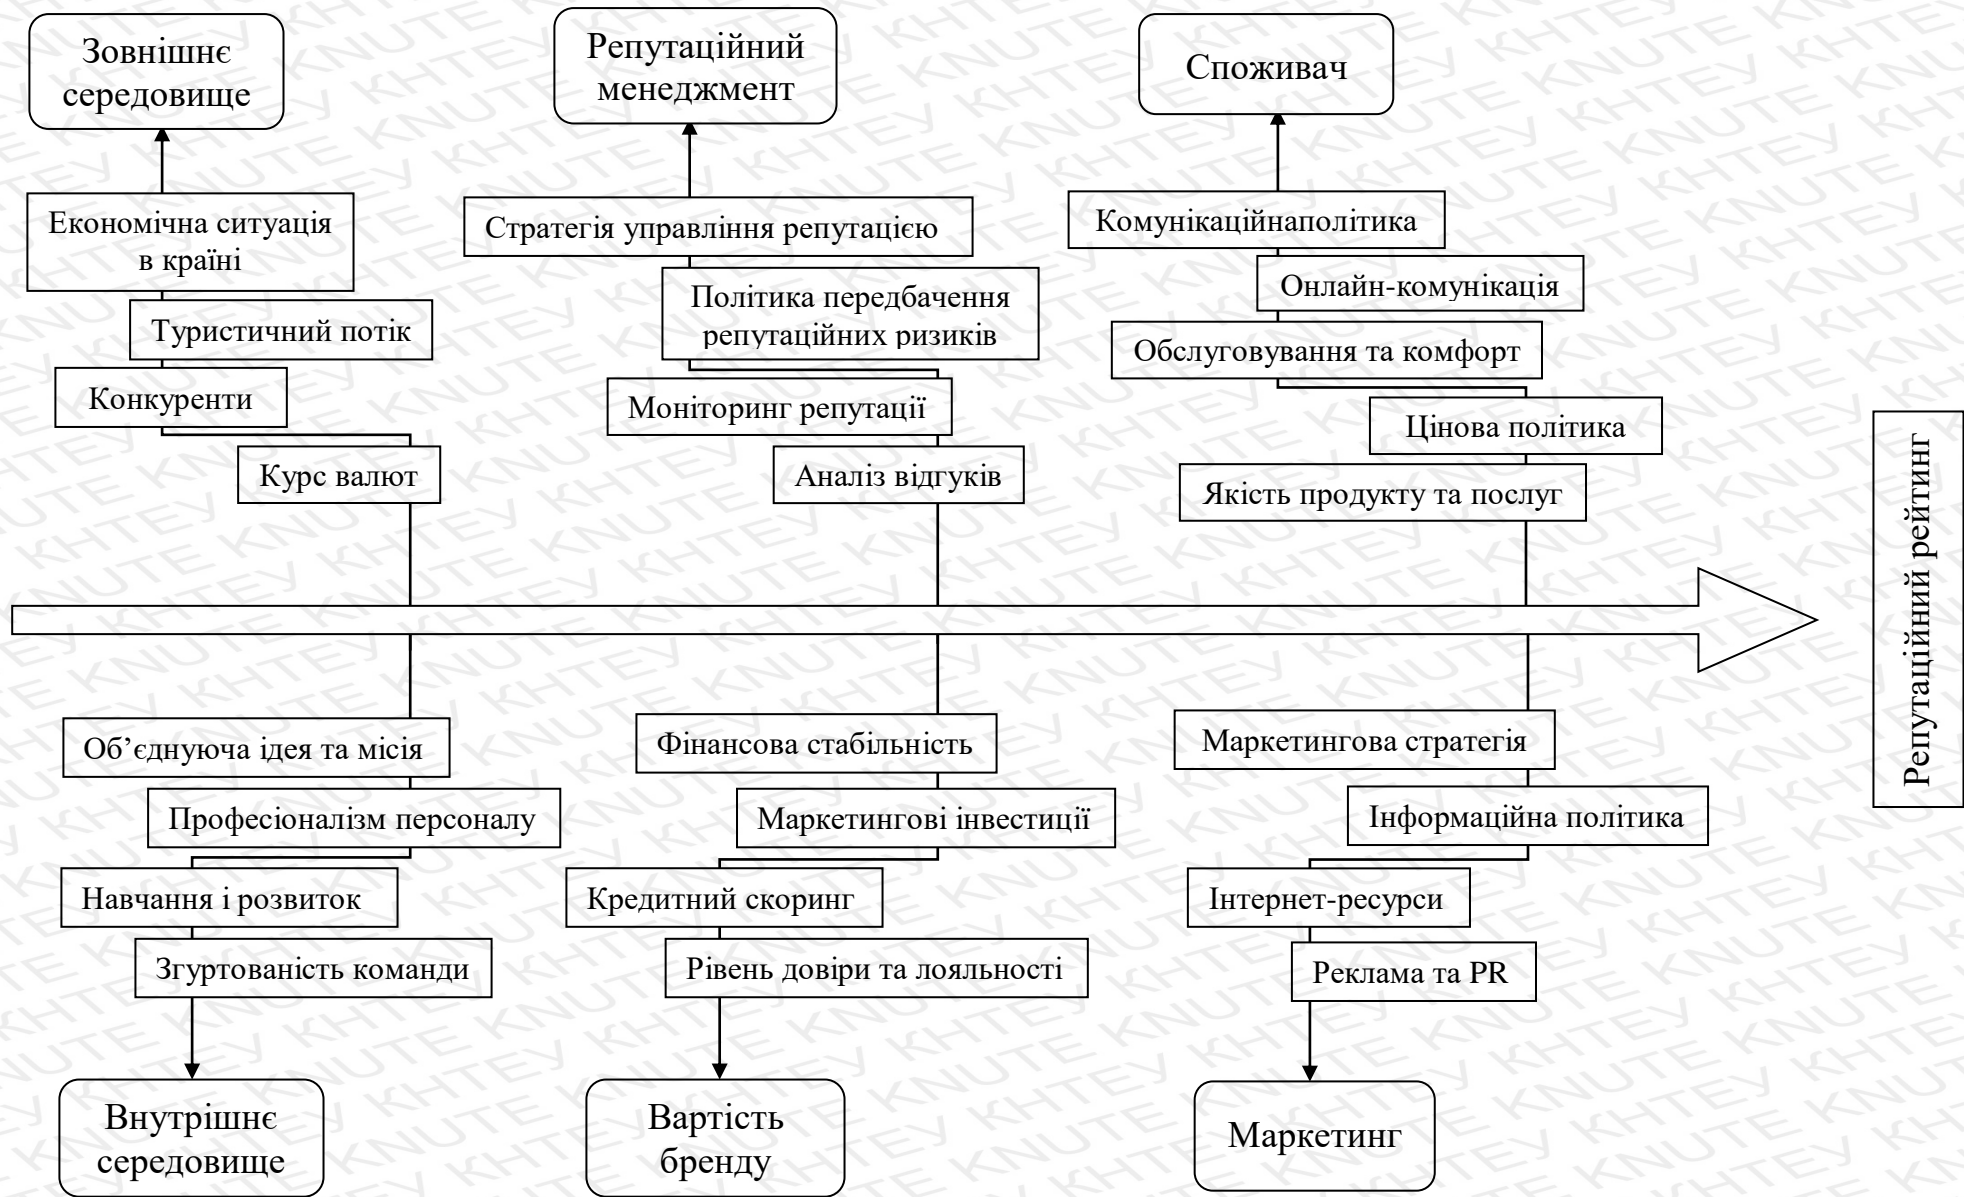 Зовнішнє
середовище
Репутаційний
менеджмент
Споживач
Економічна ситуація
в країні
Туристичний потік
Конкуренти
Курс валют
Стратегія управління репутацією
Політика передбачення
репутаційних ризиків
Моніторинг репутації
Аналіз відгуків
Комунікаційнаполітика
Онлайн-комунікація
Обслуговування та комфорт
Цінова політика
Якість продукту та послуг
Репутаційний рейтинг
Об’єднуюча ідея та місія
Професіоналізм персоналу
Навчання і розвиток
Згуртованість команди
Фінансова стабільність
Маркетингові інвестиції
Кредитний скоринг
Рівень довіри та лояльності
Маркетингова стратегія
Інформаційна політика
Інтернет-ресурси
Реклама та PR
Внутрішнє
середовище
Вартість
бренду
Маркетинг